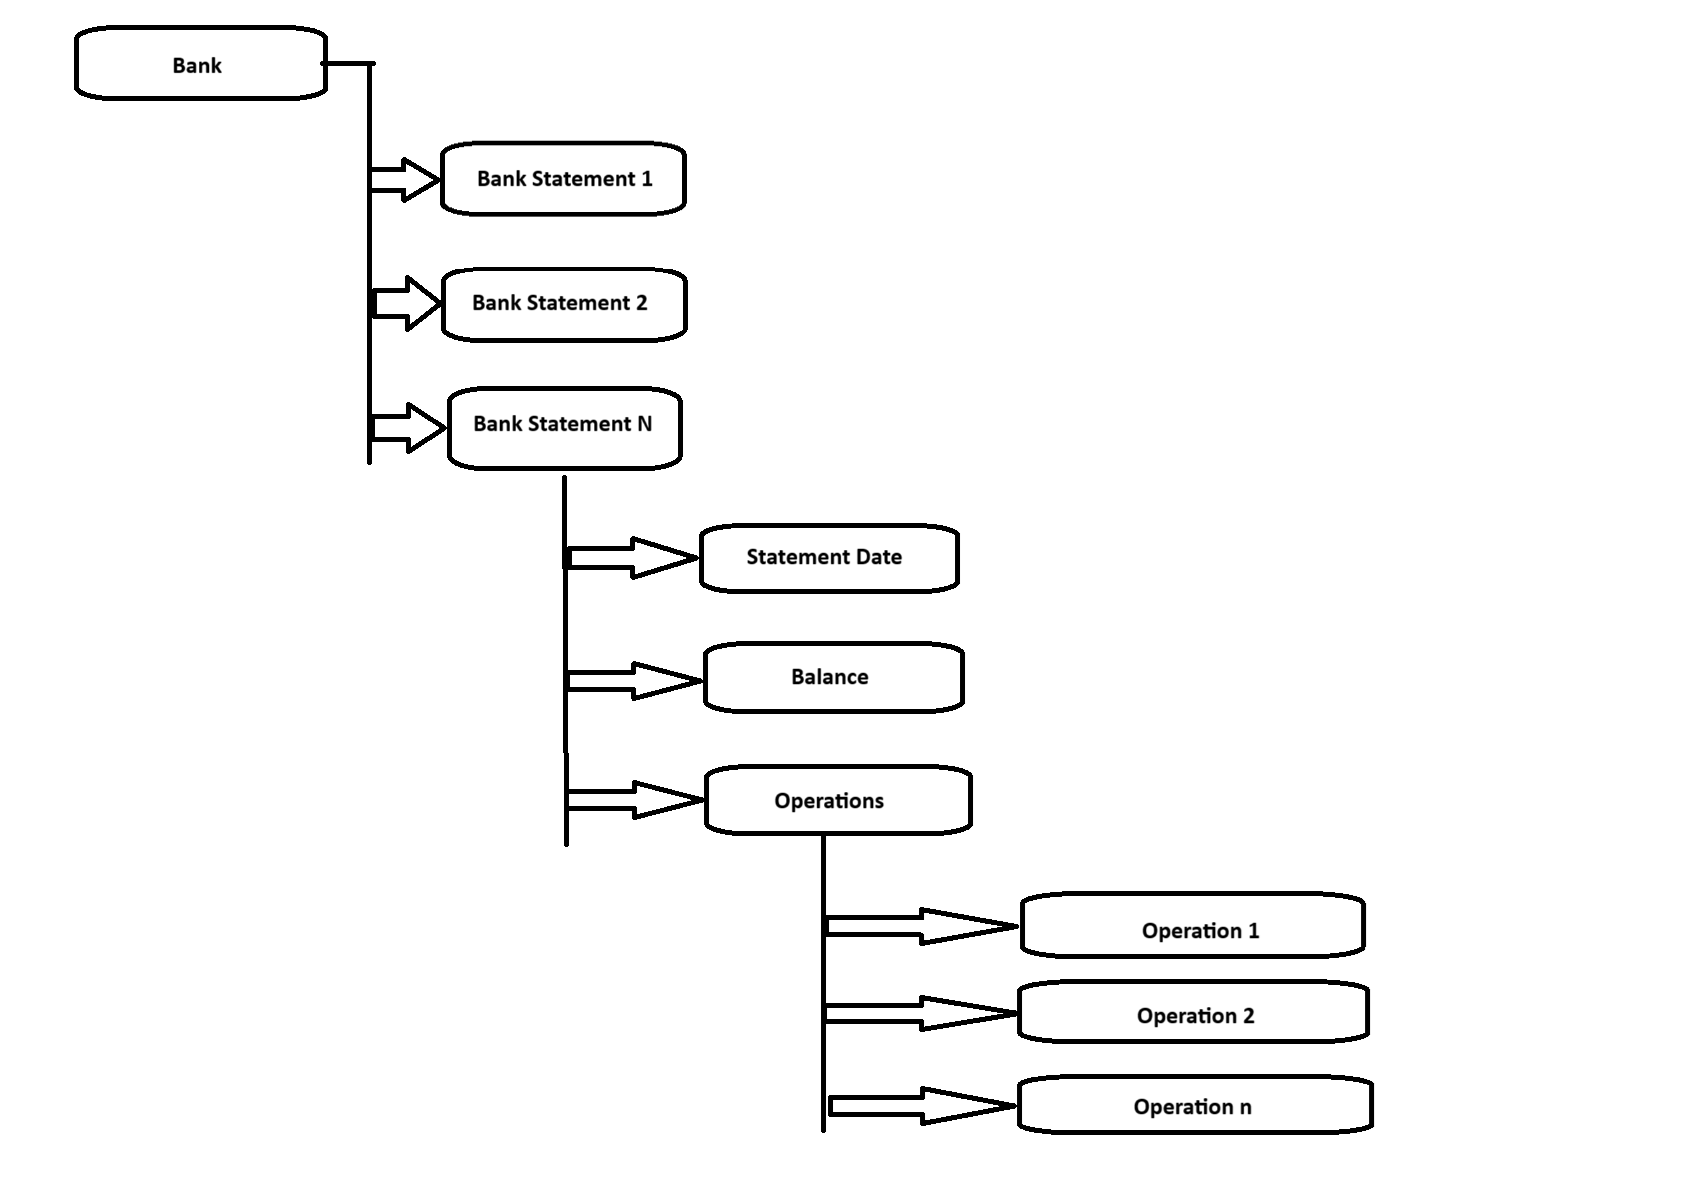 Bank
Bank Statement 1
Bank Statement 2
Bank Statement N
Statement Date
Balance
Operations
Operation 1
Operation 2
Operation n